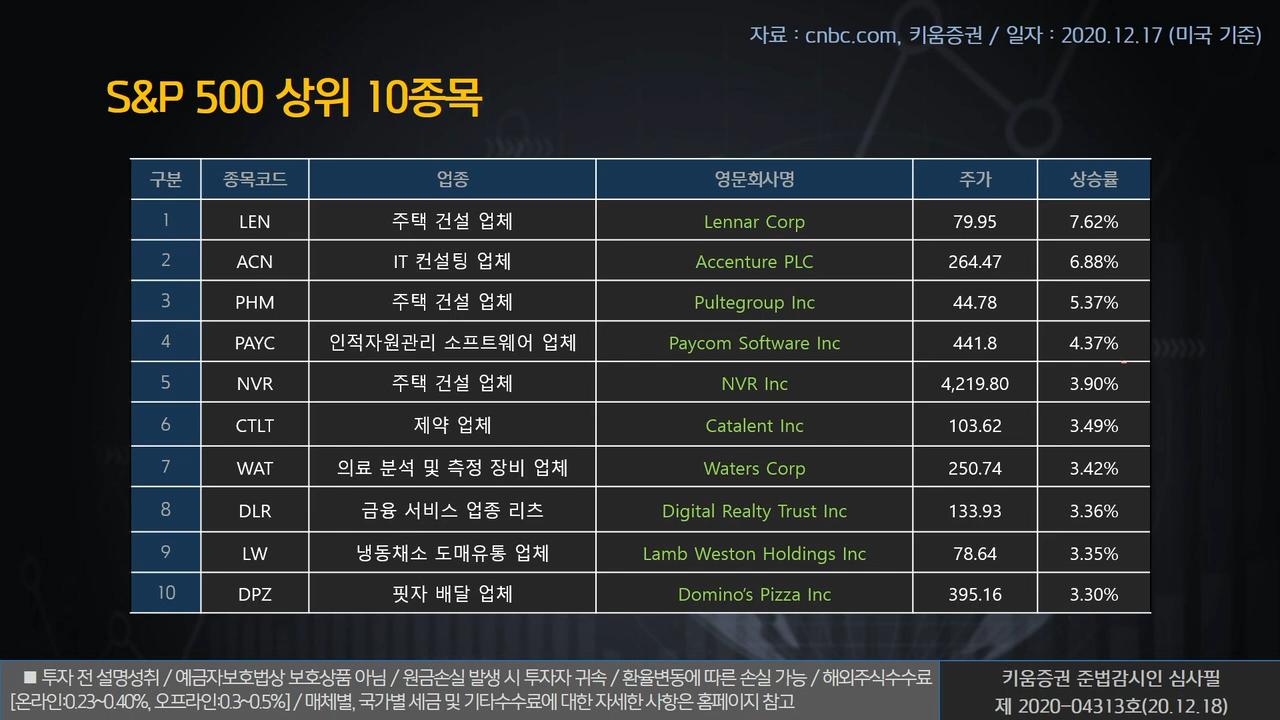 자료 : cnbc.com, 키움증권 / 일자 : 2020.12.17 (미국 기준)
S&P 500 상위 10종목
구분 종목코드 업종 영문회사명 주가 상승률
1 LEN 주택 건설 업체 Lennar Corp 79.95 7.62%
2 ACN IT 컨설팅 업체 Accenture PLC 264.47 6.88%
3 PHM 주택 건설 업체 Pultegroup Inc 44.78 5.37%
4 PAYC 인적자원관리 소프트웨어 업체 Paycom Software Inc 441.8 4.37%
5 NVR 주택 건설 업체 NVR Inc 4,219.80 3.90%
6 CTLT 제약 업체 Catalent Inc 103.62 3.49%
7 WAT 의료 분석 및 측정 장비 업체 Waters Corp 250.74 3.42%
8 DLR 금융 서비스 업종 리츠 Digital Realty Trust Inc 133.93 3.36%
9 LW 냉동채소 도매유통 업체 Lamb Weston Holdings Inc 78.64 3.35%
10 DPZ 핏자 배달 업체 Domino's Pizza Inc 395.16 3.30%
■ 투자 전 설명성취 / 예금자보호법상 보호상품 아님 / 원금손실 발생 시 투자자 귀속 / 환율변동에 따른 손실 가능 / 해외주식수수료
[온라인:0.23~0.40%, 오프라인:0.3~0.5%] / 매체별, 국가별 세금 및 기타수수료에 대한 자세한 사항은 홈페이지 참고
키움증권 준법감시인 심사필
제 2020-04313호(20.12.18)